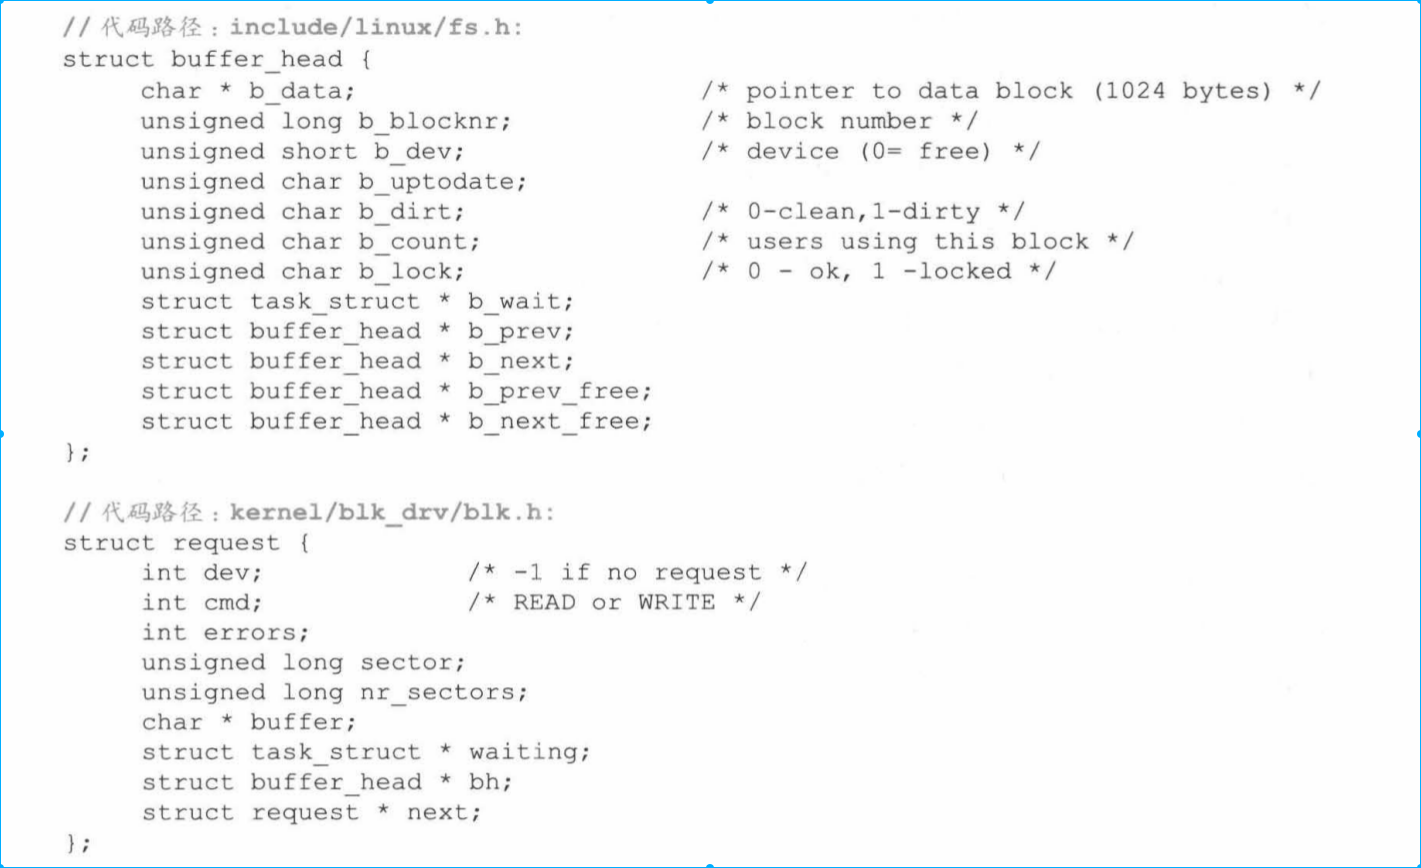 // 代码路径：include/linux/fs.h:
struct buffer_head {
char * b_data; /* pointer to data block (1024 bytes) */
unsigned long b_blocknr; /* block number */
unsigned short b_dev; /* device (0= free) */
unsigned char b_uptodate;
unsigned char b_dirt; /* 0-clean,1-dirty */
unsigned char b_count; /* users using this block */
unsigned char b_lock; /* 0 - ok, 1 -locked */
struct task_struct * b_wait;
struct buffer_head * b_prev;
struct buffer_head * b_next;
struct buffer_head * b_prev_free;
struct buffer_head * b_next_free;
};
// 代码路径：kernel/blk_drv/blk.h:
struct request {
int dev; /* -1 if no request */
int cmd; /* READ or WRITE */
int errors;
unsigned long sector;
unsigned long nr_sectors;
char * buffer;
struct task_struct * waiting;
struct buffer_head * bh;
struct request * next;
};